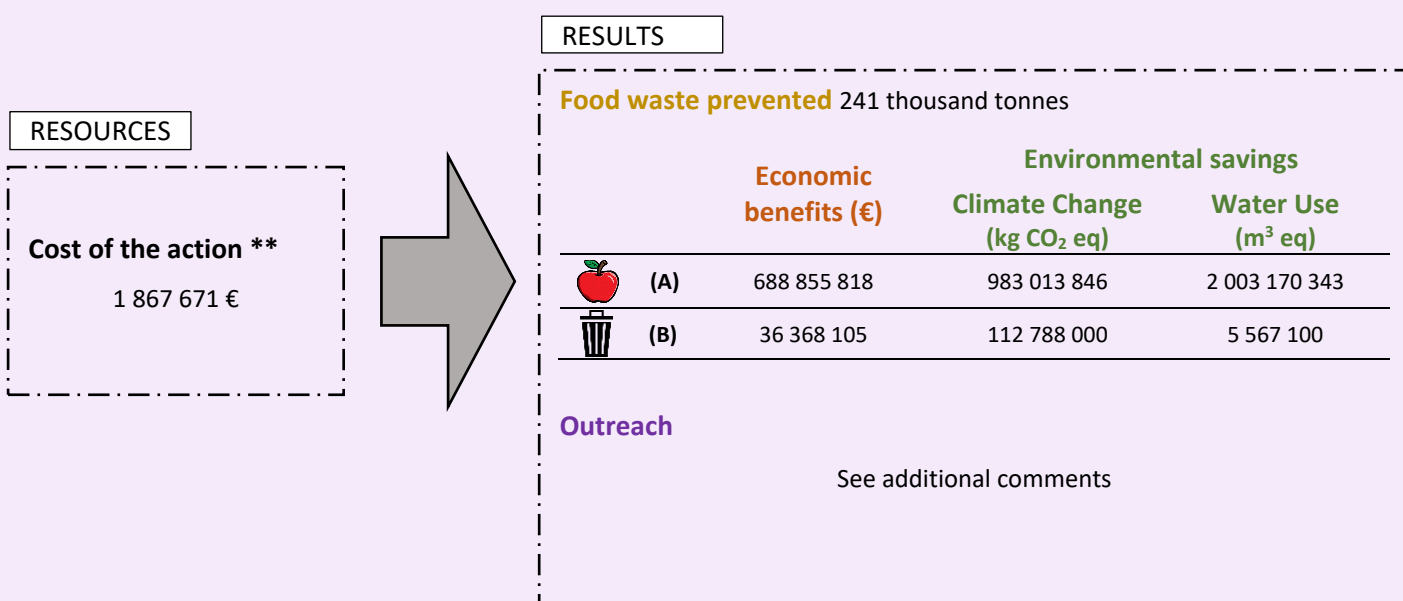 RESOURCES
Cost of the action **
1 867 671 €
RESULTS
Food waste prevented 241 thousand tonnes
Economic benefits (€)
Environmental savings
Climate Change (kg CO₂ eq)
Water Use (m³ eq)
(A) 688 855 818 983 013 846 2 003 170 343
(B) 36 368 105 112 788 000 5 567 100
Outreach
See additional comments